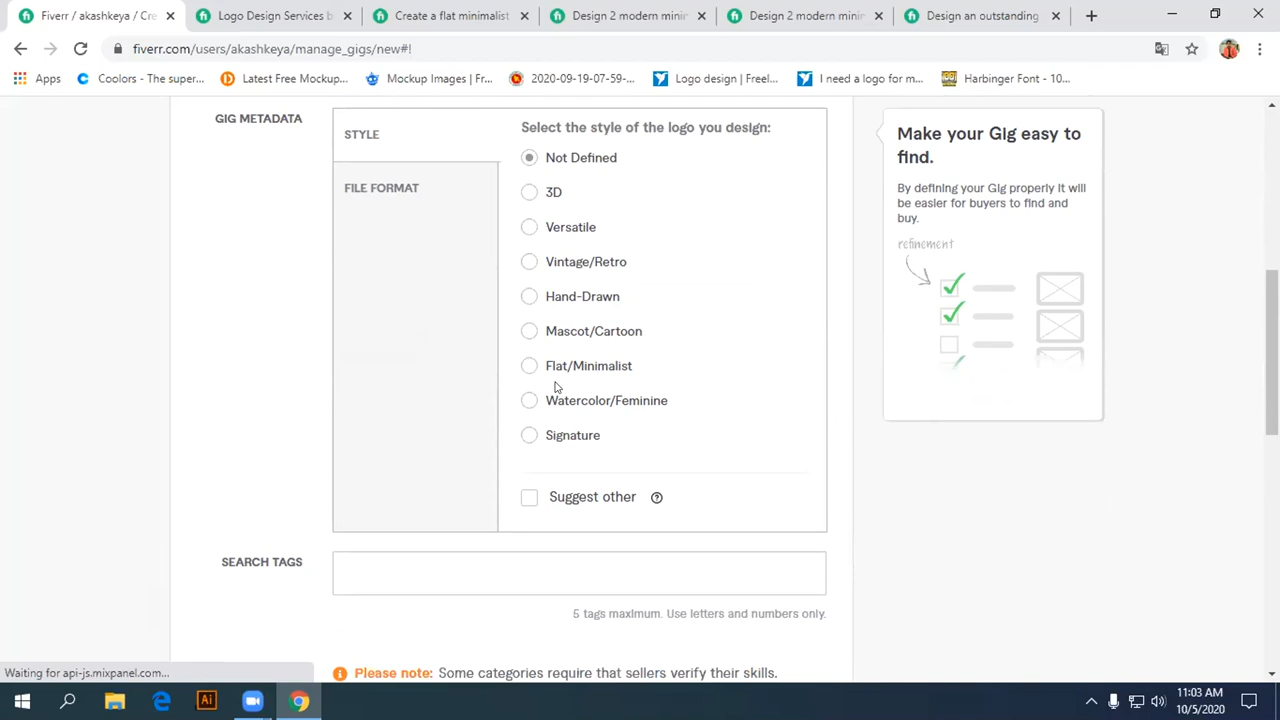 Fiverr / akashkeya / Cre
Logo Design Services b
Create a flat minimalist
Design 2 modern minin
Design 2 modern minin
Design an outstanding
fiverr.com/users/akashkeya/manage_gigs/new#!
Apps
Coolors - The super...
Latest Free Mockup...
Mockup Images | Fr...
2020-09-19-07-59-...
Logo design | Freel...
I need a logo for m...
Harbinger Font - 10...
GIG METADATA
STYLE
FILE FORMAT
Select the style of the logo you design:
Not Defined
3D
Versatile
Vintage/Retro
Hand-Drawn
Mascot/Cartoon
Flat/Minimalist
Watercolor/Feminine
Signature
Suggest other
Make your Gig easy to
find.
By defining your Gig properly it will
be easier for buyers to find and
buy.
refinement
SEARCH TAGS
5 tags maximum. Use letters and numbers only.
Please note: Some categories require that sellers verify their skills.
Waiting for api-js.mixpanel.com...
Ai
11:03 AM
10/5/2020